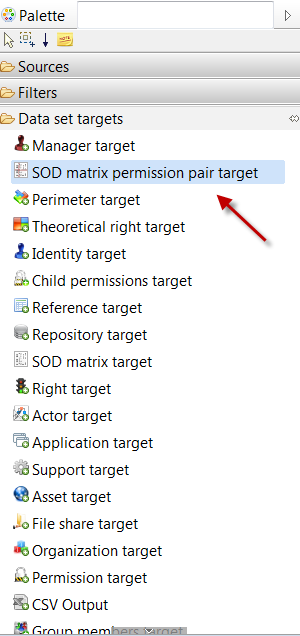 Palette
Sources
Filters
Data set targets
Manager target
SOD matrix permission pair target
Perimeter target
Theoretical right target
Identity target
Child permissions target
Reference target
Repository target
SOD matrix target
Right target
Actor target
Application target
Support target
Asset target
File share target
Organization target
Permission target
CSV Output
Group members target